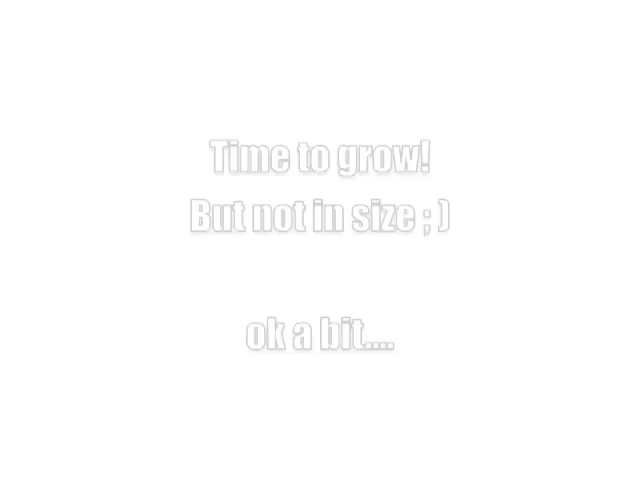 Time to grow!
But not in size ; )
ok a bit....